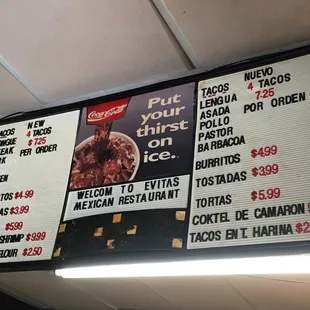 NEW
TACOS 4 TACOS
$7.25
PER ORDER
$4.99
$3.99
$5.99
$9.99
$2.50
Coca-Cola
Put
your
thirst
on
ice.
WELCOME TO EVITAS
MEXICAN RESTAURANT
NUEVO
TACOS 4 TACOS
LENGUA 7.25
ASADA POR ORDEN
POLLO
PASTOR
BARBACOA
BURRITOS $4.99
TOSTADAS $3.99
TORTAS $5.99
COKTEL DE CAMARON
TACOS EN T. HARINA